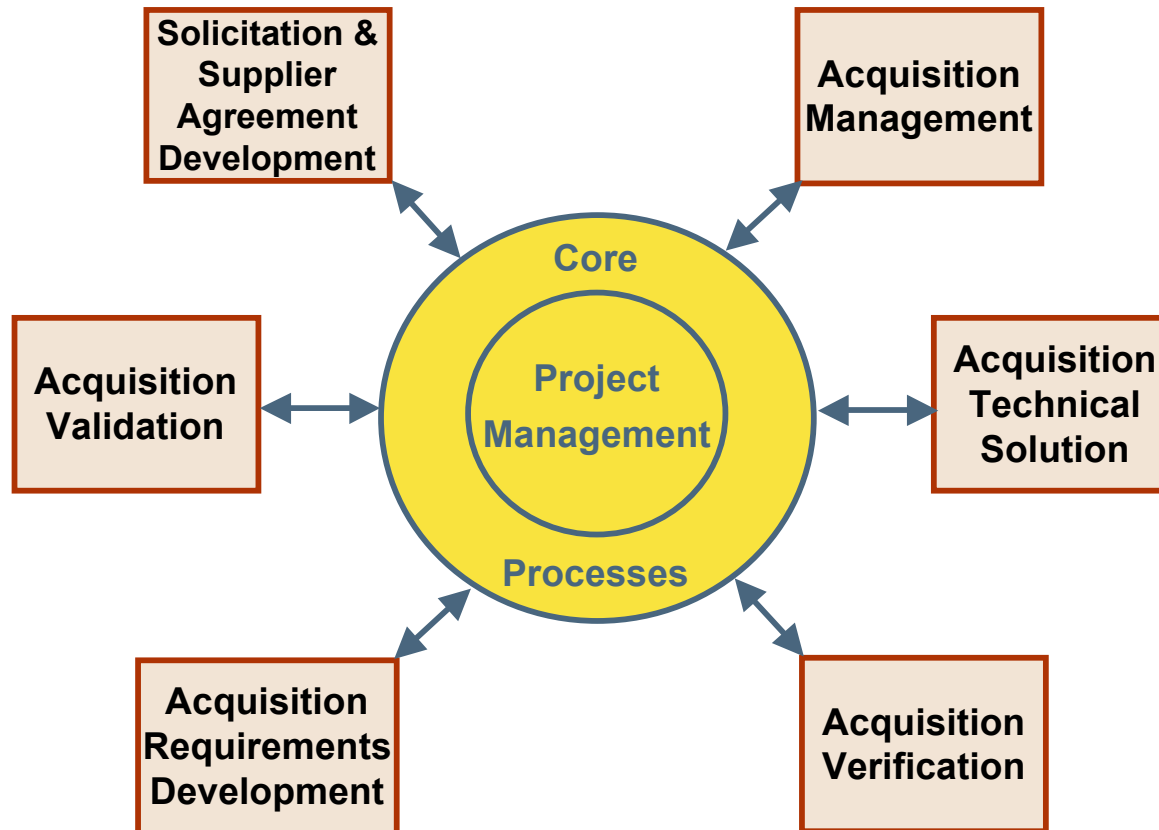 Solicitation &
Supplier
Agreement
Development
Acquisition
Management
Core
Project
Management
Processes
Acquisition
Validation
Acquisition
Technical
Solution
Acquisition
Requirements
Development
Acquisition
Verification